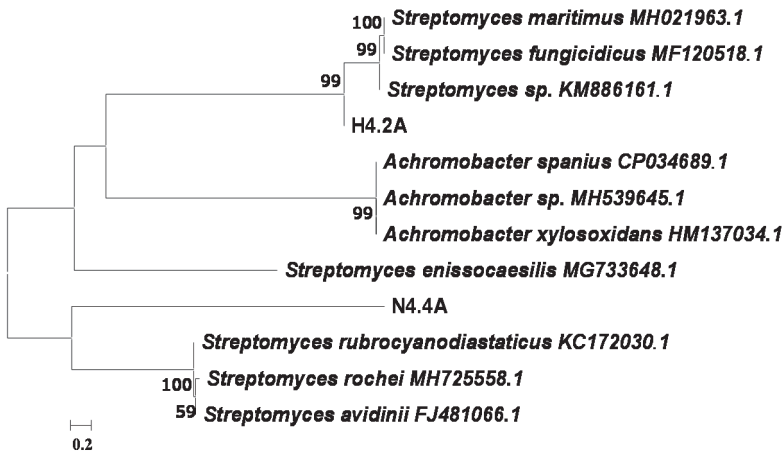 100
Streptomyces maritimus MH021963.1
99
Streptomyces fungicidicus MF120518.1
99
Streptomyces sp. KM886161.1
H4.2A
Achromobacter spanius CP034689.1
Achromobacter sp. MH539645.1
99
Achromobacter xylosoxidans HM137034.1
Streptomyces enissocaesilis MG733648.1
N4.4A
Streptomyces rubrocyanodiastaticus KC172030.1
100
Streptomyces rochei MH725558.1
59
Streptomyces avidinii FJ481066.1
0.2